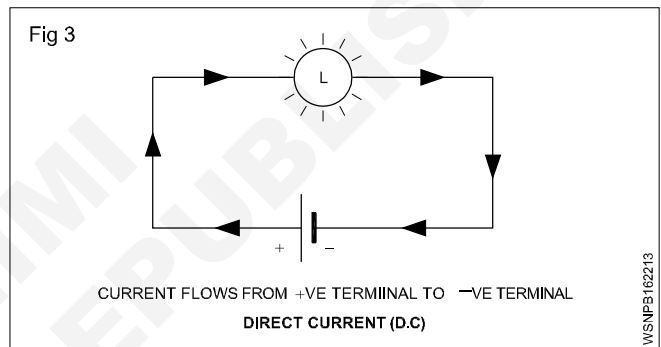 Fig 3
L
+ −
CURRENT FLOWS FROM +VE TERMIINAL TO −VE TERMINAL
DIRECT CURRENT (D.C)
WSNPB162213